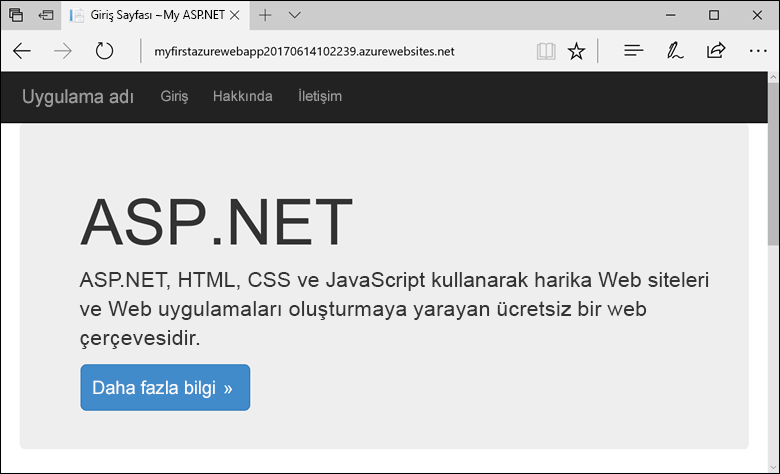 Giriş Sayfası – My ASP.NET
myfirstazurewebapp20170614102239.azurewebsites.net
Uygulama adı Giriş Hakkında İletişim
ASP.NET
ASP.NET, HTML, CSS ve JavaScript kullanarak harika Web siteleri
ve Web uygulamaları oluşturmaya yarayan ücretsiz bir web
çerçevesidir.
Daha fazla bilgi »